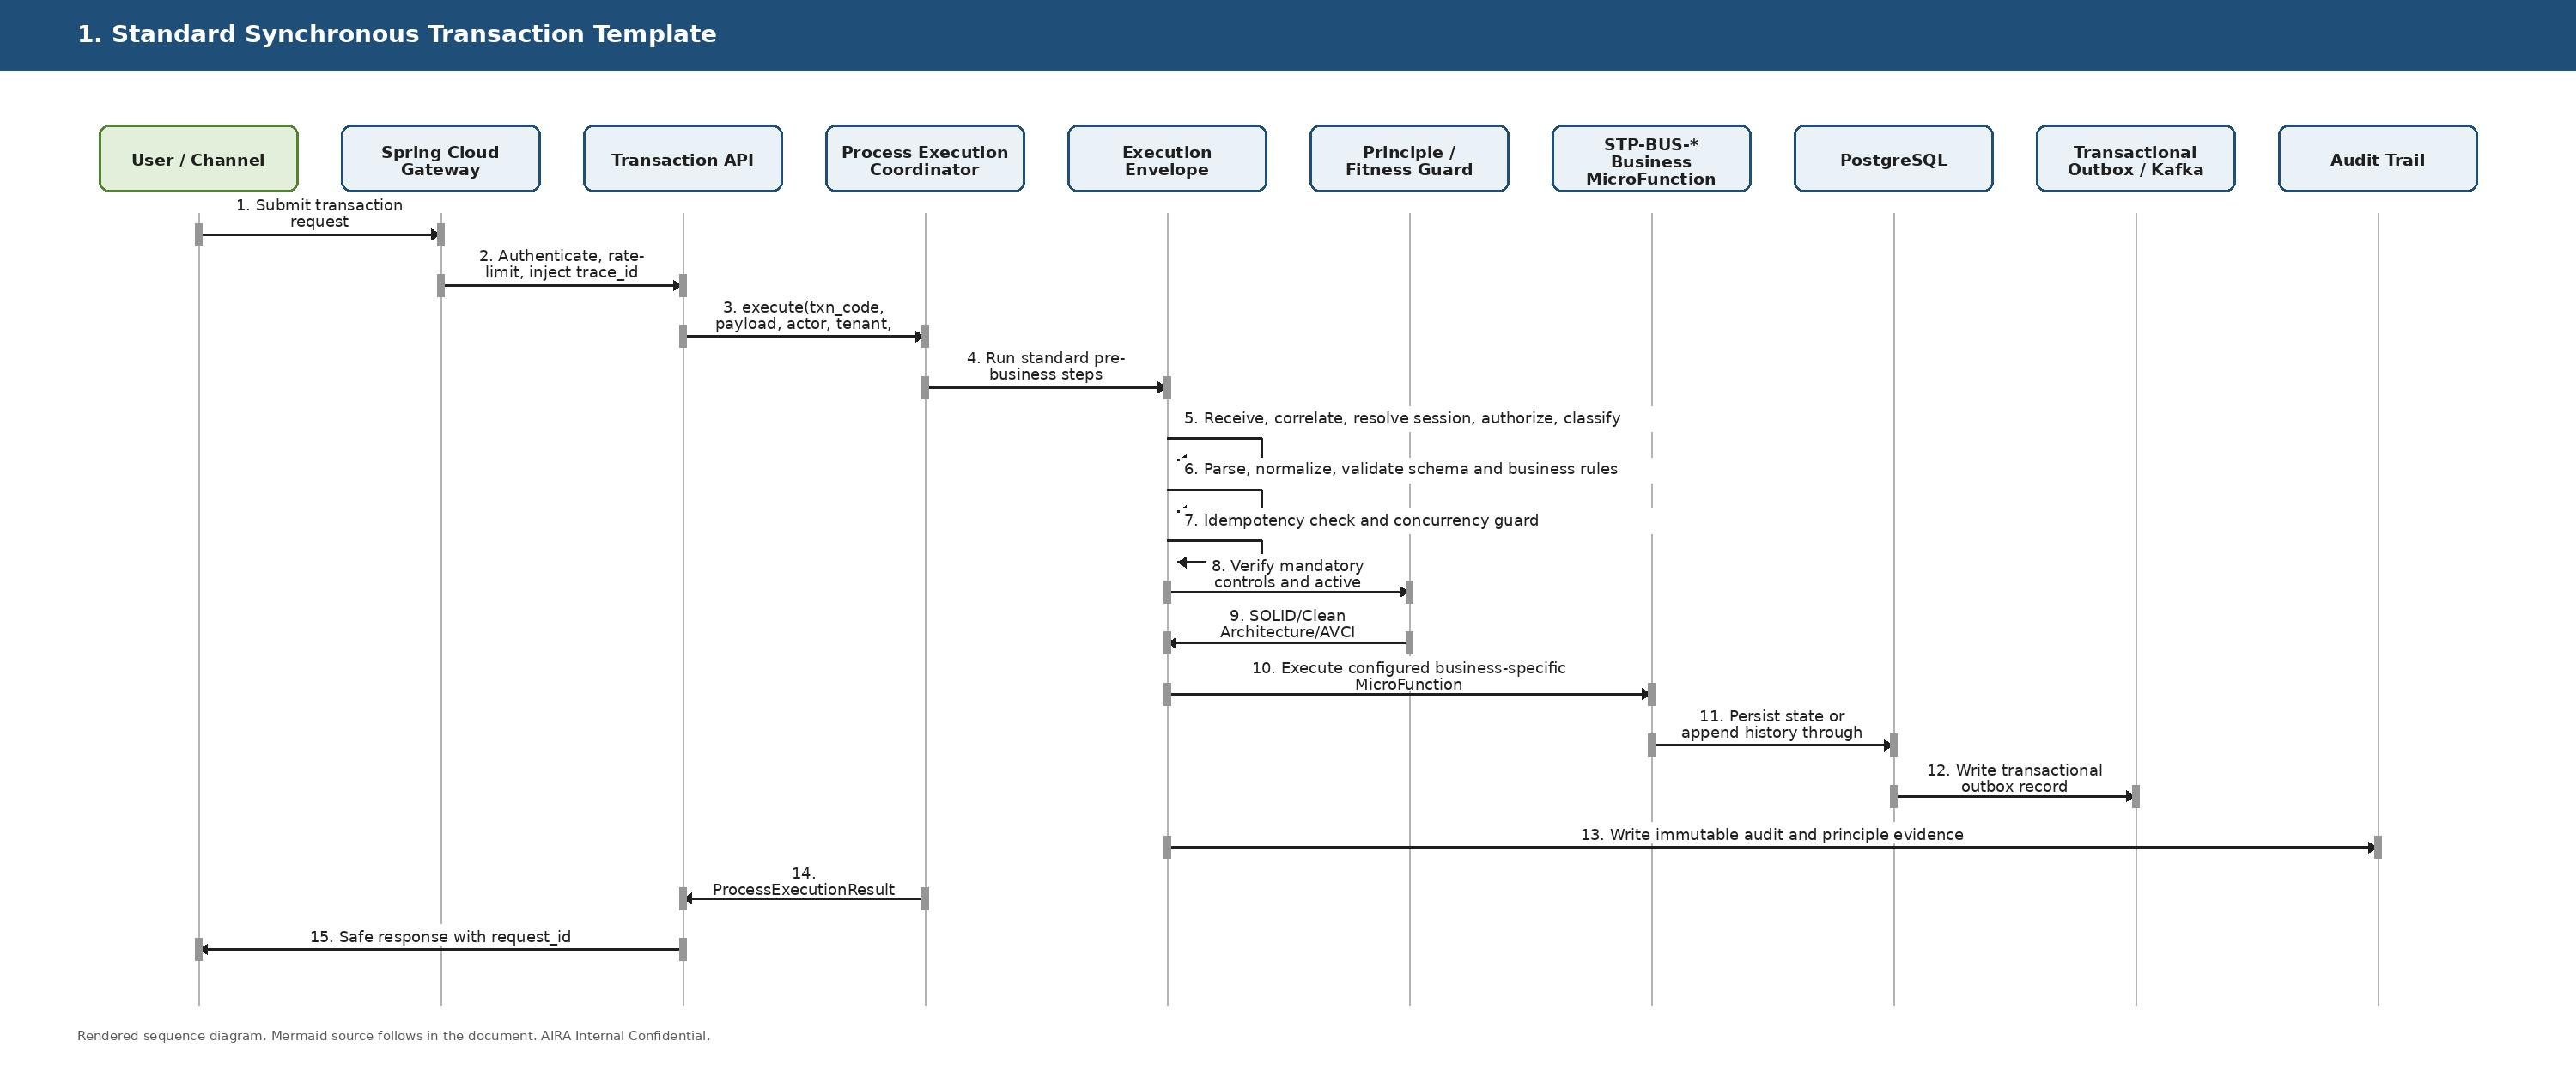 1. Standard Synchronous Transaction Template
User / Channel
Spring Cloud
Gateway
Transaction API
Process Execution
Coordinator
Execution
Envelope
Principle /
Fitness Guard
STP-BUS-*
Business
MicroFunction
PostgreSQL
Transactional
Outbox / Kafka
Audit Trail
1. Submit transaction
request
2. Authenticate, rate-
limit, inject trace_id
3. execute(txn_code,
payload, actor, tenant,
4. Run standard pre-
business steps
5. Receive, correlate, resolve session, authorize, classify
6. Parse, normalize, validate schema and business rules
7. Idempotency check and concurrency guard
8. Verify mandatory
controls and active
9. SOLID/Clean
Architecture/AVCI
10. Execute configured business-specific
MicroFunction
11. Persist state or
append history through
12. Write transactional
outbox record
13. Write immutable audit and principle evidence
14.
ProcessExecutionResult
15. Safe response with request_id
Rendered sequence diagram. Mermaid source follows in the document. AIRA Internal Confidential.